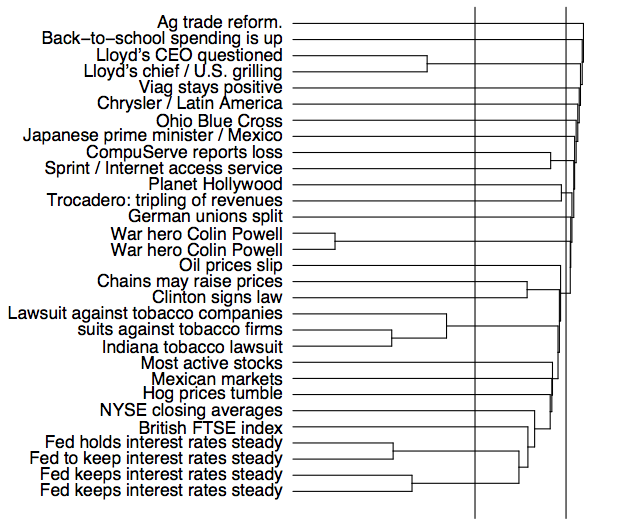 Ag trade reform.
Back–to–school spending is up
Lloyd's CEO questioned
Lloyd's chief / U.S. grilling
Viag stays positive
Chrysler / Latin America
Ohio Blue Cross
Japanese prime minister / Mexico
CompuServe reports loss
Sprint / Internet access service
Planet Hollywood
Trocadero: tripling of revenues
German unions split
War hero Colin Powell
War hero Colin Powell
Oil prices slip
Chains may raise prices
Clinton signs law
Lawsuit against tobacco companies
suits against tobacco firms
Indiana tobacco lawsuit
Most active stocks
Mexican markets
Hog prices tumble
NYSE closing averages
British FTSE index
Fed holds interest rates steady
Fed to keep interest rates steady
Fed keeps interest rates steady
Fed keeps interest rates steady